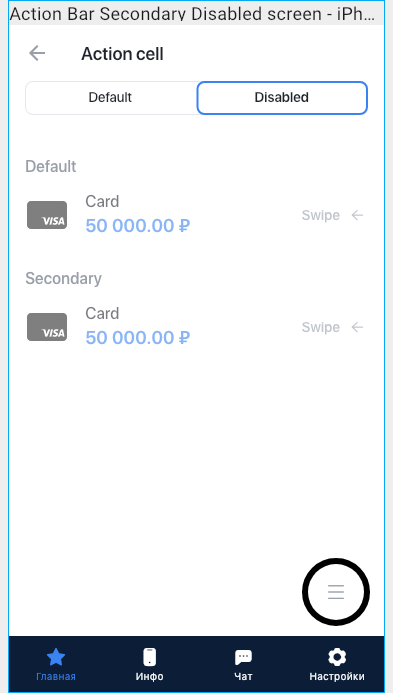 Action Bar Secondary Disabled screen - iPh...
Action cell
Default
Disabled
Default
Card
VISA
50 000.00 ₽
Swipe
Secondary
Card
VISA
50 000.00 ₽
Swipe
Главная
Инфо
Чат
Настройки